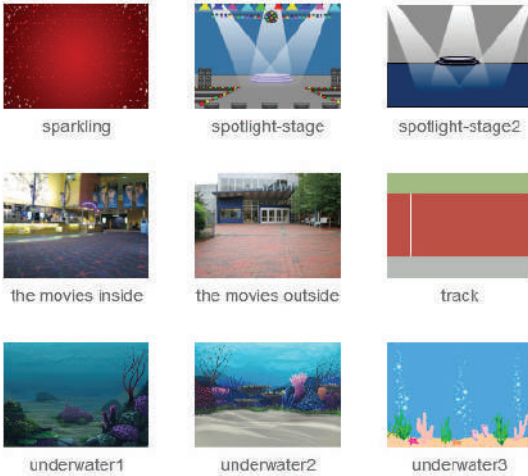 sparkling
spotlight-stage
spotlight-stage2
the movies inside
the movies outside
track
underwater1
underwater2
underwater3